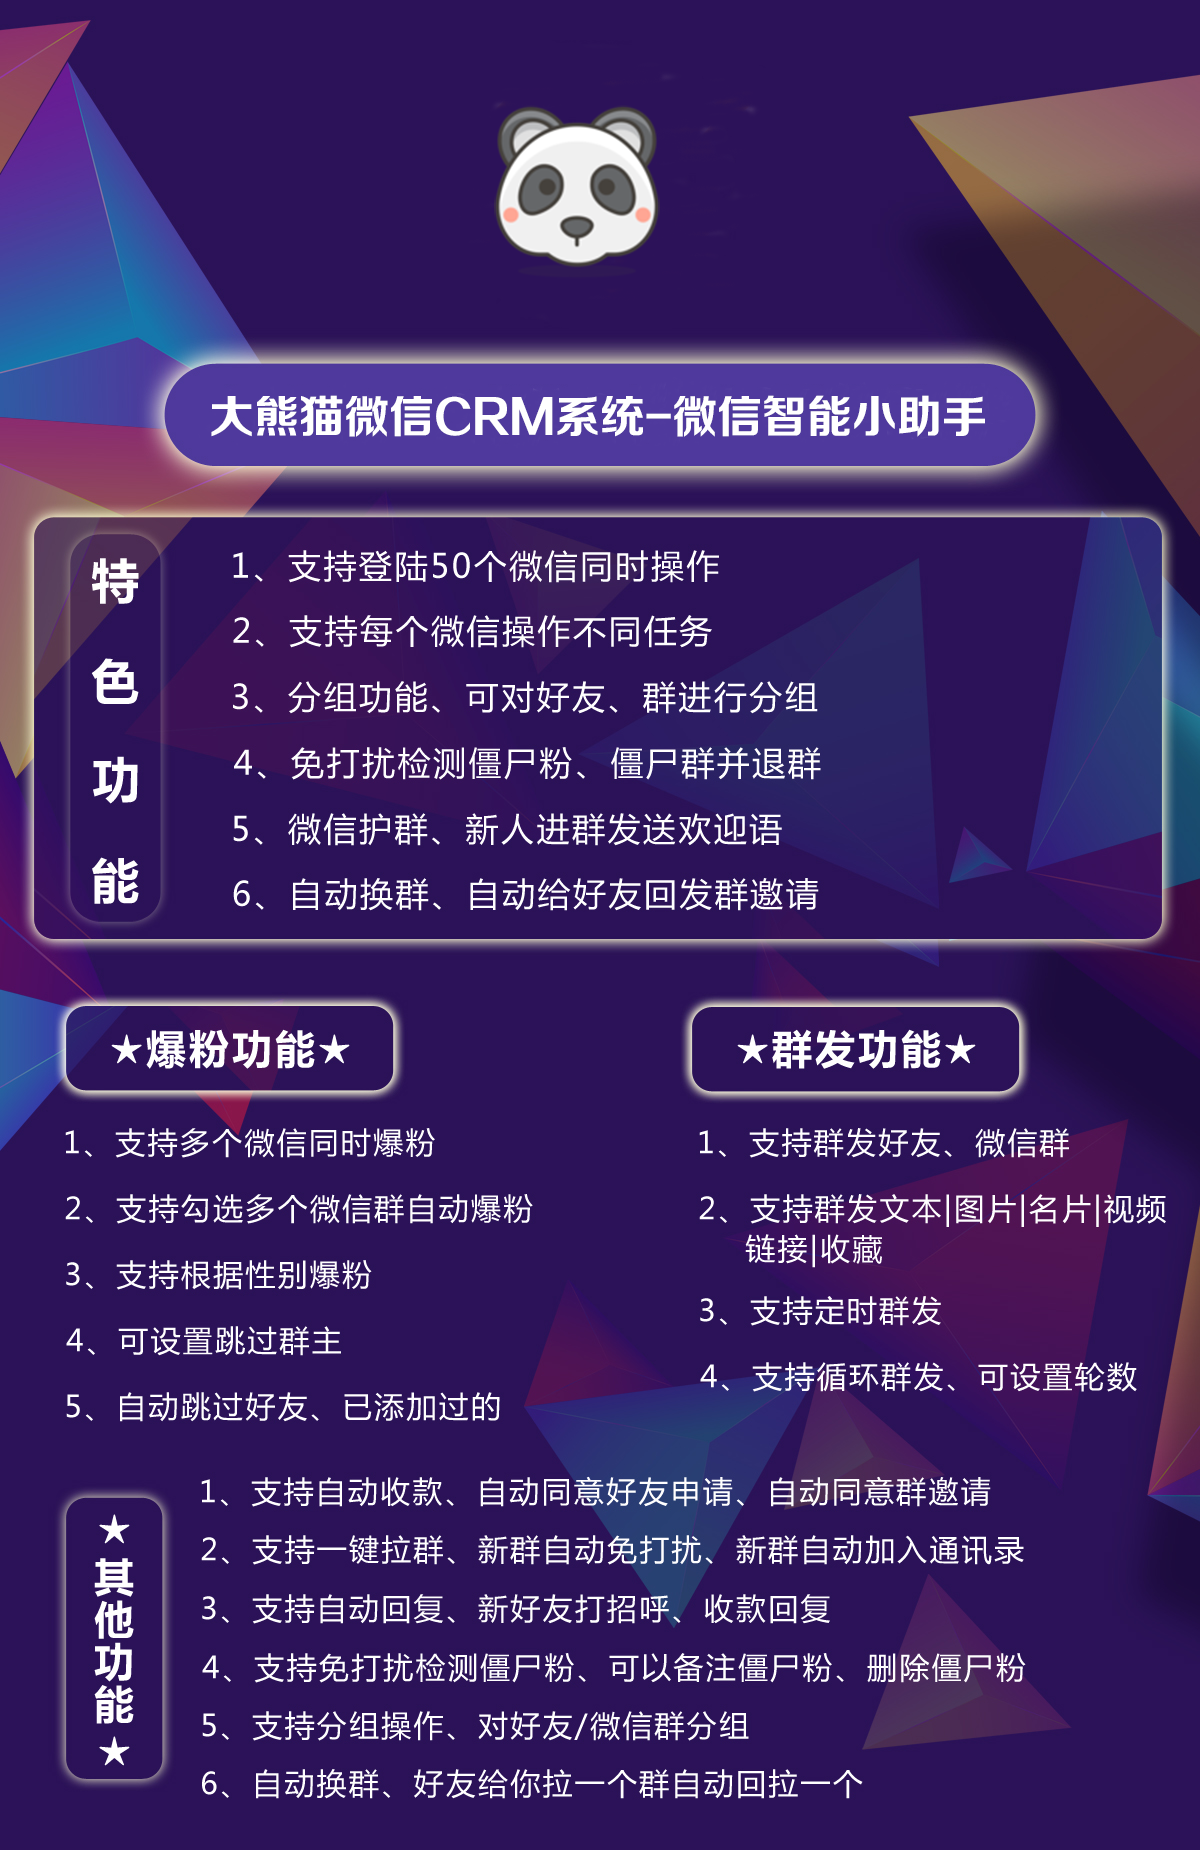 大熊猫微信CRM系统-微信智能小助手
特色功能
1、支持登陆50个微信同时操作
2、支持每个微信操作不同任务
3、分组功能、可对好友、群进行分组
4、免打扰检测僵尸粉、僵尸群并退群
5、微信护群、新人进群发送欢迎语
6、自动换群、自动给好友回发群邀请
★爆粉功能★
1、支持多个微信同时爆粉
2、支持勾选多个微信群自动爆粉
3、支持根据性别爆粉
4、可设置跳过群主
5、自动跳过好友、已添加过的
★群发功能★
1、支持群发好友、微信群
2、支持群发文本|图片|名片|视频
链接|收藏
3、支持定时群发
4、支持循环群发、可设置轮数
★其他功能★
1、支持自动收款、自动同意好友申请、自动同意群邀请
2、支持一键拉群、新群自动免打扰、新群自动加入通讯录
3、支持自动回复、新好友打招呼、收款回复
4、支持免打扰检测僵尸粉、可以备注僵尸粉、删除僵尸粉
5、支持分组操作、对好友/微信群分组
6、自动换群、好友给你拉一个群自动回拉一个